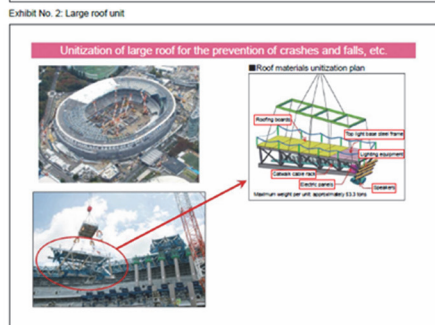 Exhibit No. 2: Large roof unit
Unitization of large roof for the prevention of crashes and falls, etc.
■Roof materials unitization plan
Roofing boards
Top light base steel frame
Lighting equipment
Catwalk cable rack
Electric panels
Speakers
Maximum weight per unit: approximately 53.3 tons